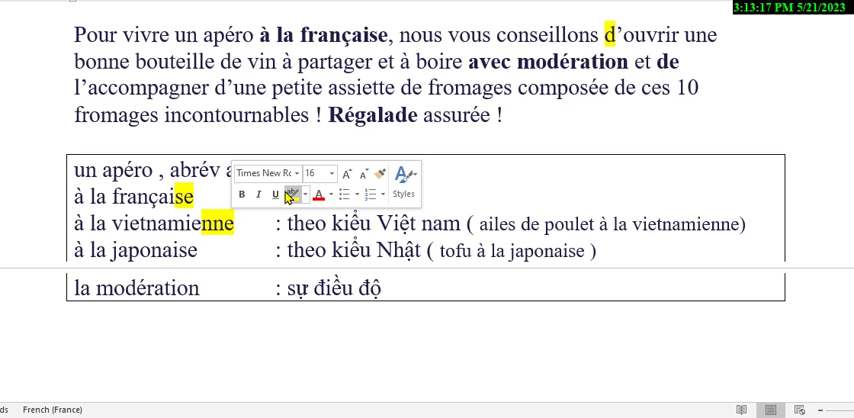 3:13:17 PM 5/21/2023
Pour vivre un apéro à la française, nous vous conseillons d’ouvrir une
bonne bouteille de vin à partager et à boire avec modération et de
l’accompagner d’une petite assiette de fromages composée de ces 10
fromages incontournables ! Régalade assurée !
un apéro , abrév
Times New Rc 16
à la française
B I U Styles
à la vietnamienne : theo kiểu Việt nam ( ailes de poulet à la vietnamienne)
à la japonaise : theo kiểu Nhật ( tofu à la japonaise )
la modération : sự điều độ
ds French (France)